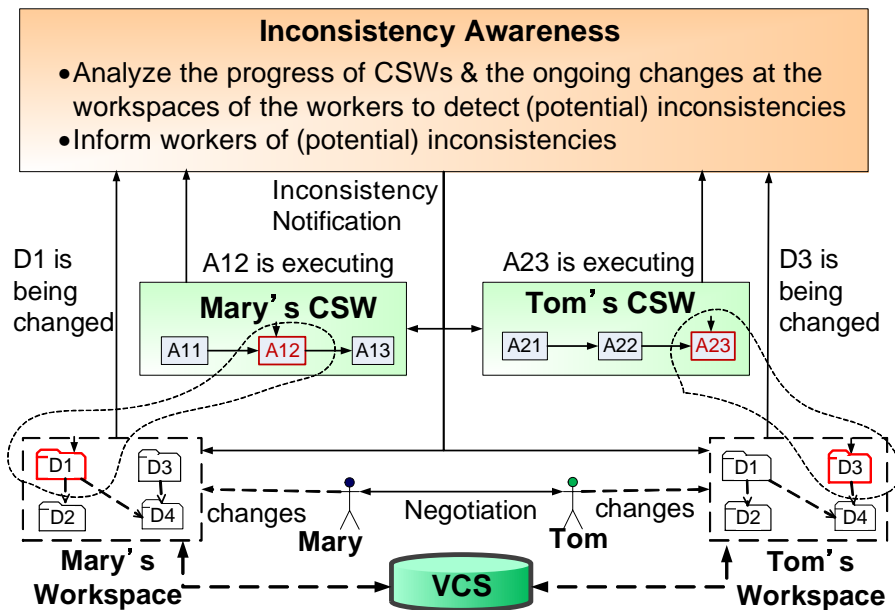 Inconsistency Awareness
•Analyze the progress of CSWs & the ongoing changes at the
workspaces of the workers to detect (potential) inconsistencies
•Inform workers of (potential) inconsistencies
Inconsistency
Notification
D1 is
being
changed
A12 is executing
A23 is executing
D3 is
being
changed
Mary's CSW
A11
A12
A13
Tom's CSW
A21
A22
A23
D1
D3
D2
D4
changes
Mary
Negotiation
Tom
changes
D1
D3
D2
D4
Mary's
Workspace
VCS
Tom's
Workspace